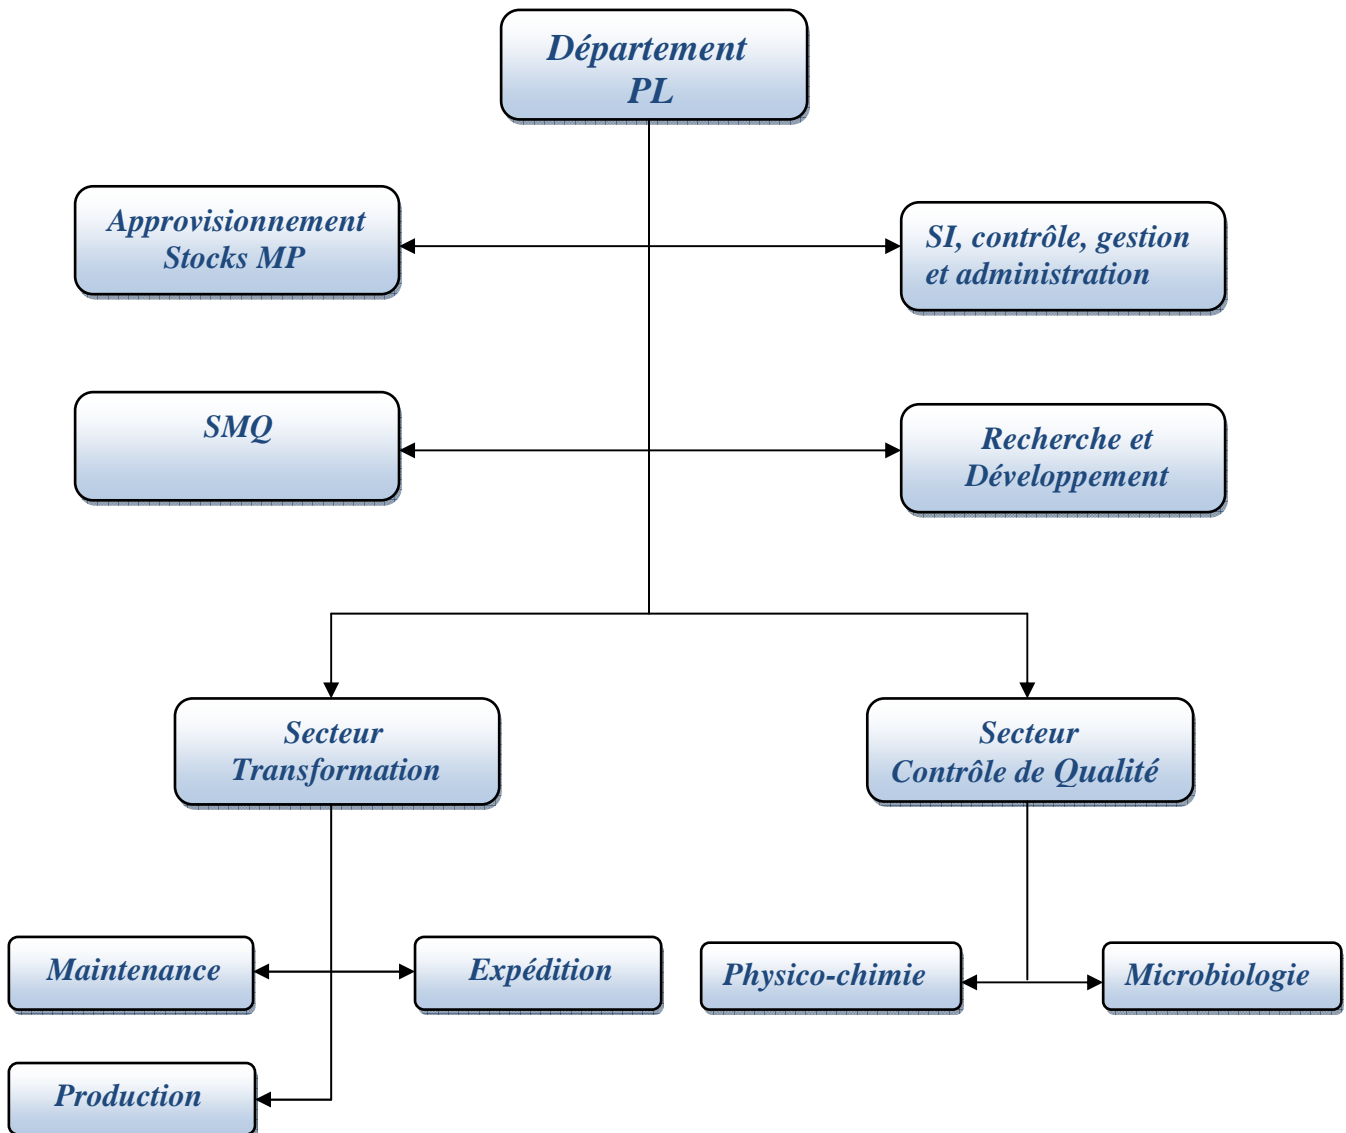 Département
PL
Approvisionnement
Stocks MP
SI, contrôle, gestion
et administration
SMQ
Recherche et
Développement
Secteur
Transformation
Secteur
Contrôle de Qualité
Maintenance
Expédition
Physico-chimie
Microbiologie
Production